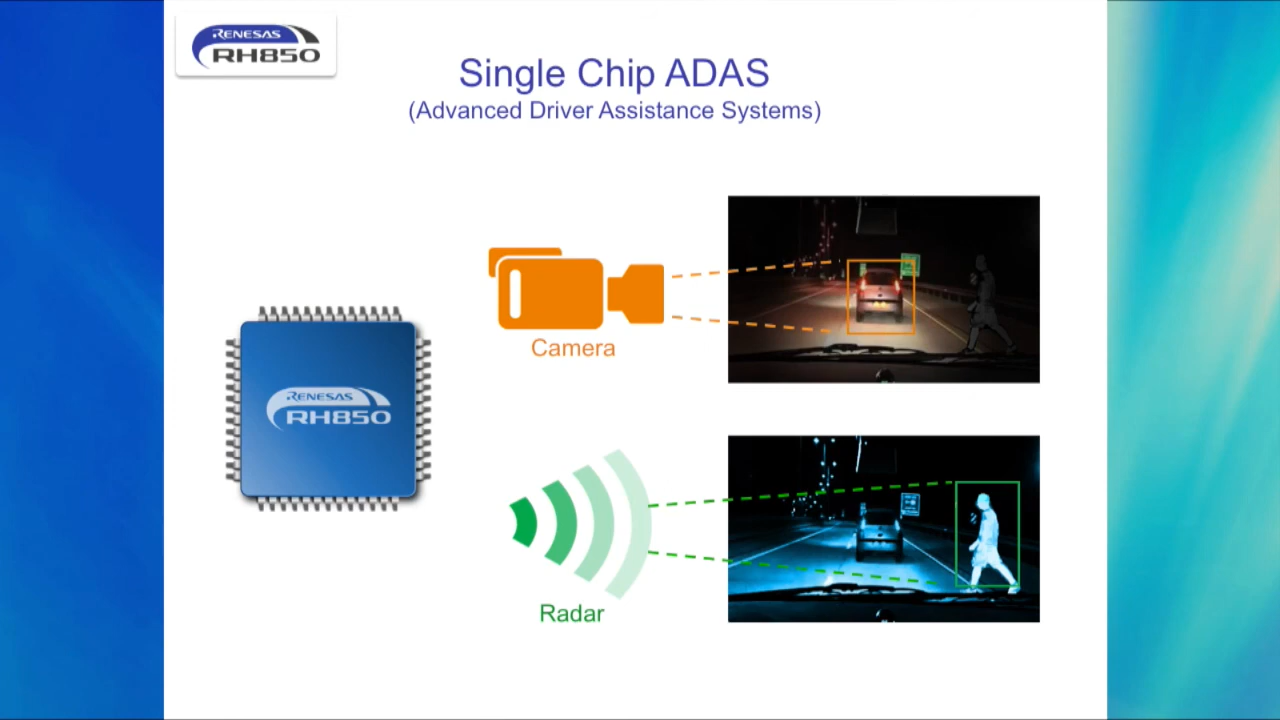 RENESAS
RH850
Single Chip ADAS
(Advanced Driver Assistance Systems)
Camera
RENESAS
RH850
Radar